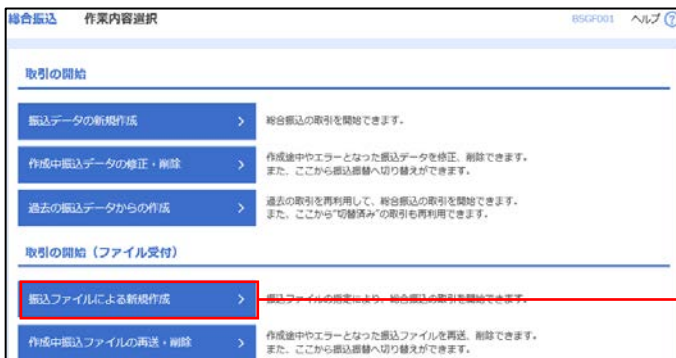 総合振込 作業内容選択 BSGF001 ヘルプ ?
取引の開始
振込データの新規作成 > 総合振込の取引を開始できます。
作成中振込データの修正・削除 > 作成途中やエラーとなった振込データを修正、削除できます。
また、ここから振込振替へ切り替えができます。
過去の振込データからの作成 > 過去の取引を再利用して、総合振込の取引を開始できます。
また、ここから“切替済み”の取引も再利用できます。
取引の開始（ファイル受付）
振込ファイルによる新規作成 > 振込ファイルの指定により、総合振込の取引を開始できます。
作成中振込ファイルの再送・削除 > 作成途中やエラーとなった振込ファイルを再送、削除できます。
また、ここから振込振替へ切り替えができます。